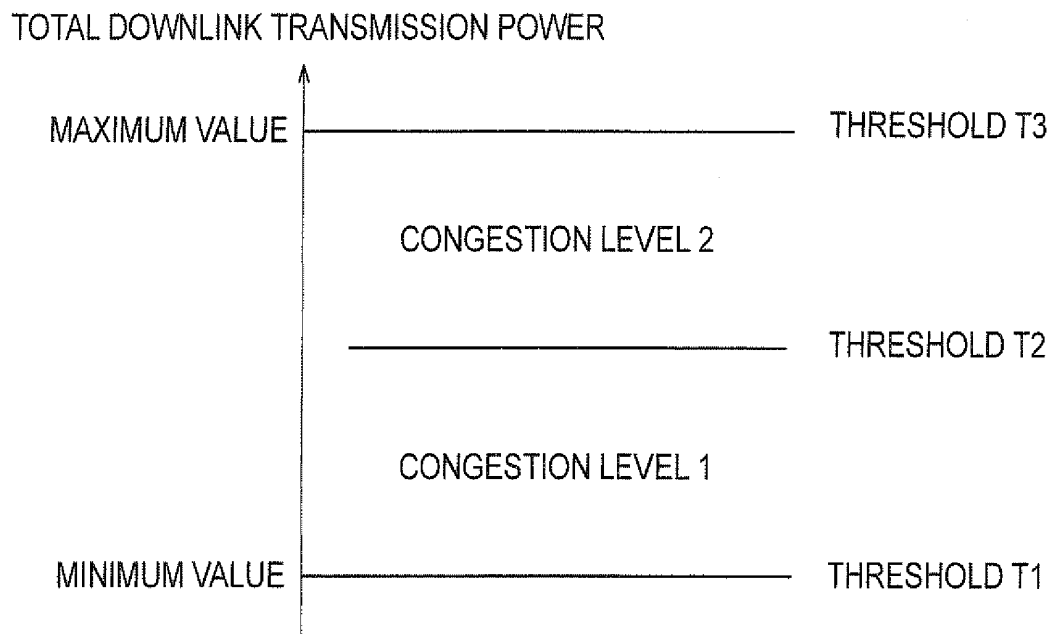 TOTAL DOWNLINK TRANSMISSION POWER
MAXIMUM VALUE
THRESHOLD T3
CONGESTION LEVEL 2
THRESHOLD T2
CONGESTION LEVEL 1
MINIMUM VALUE
THRESHOLD T1